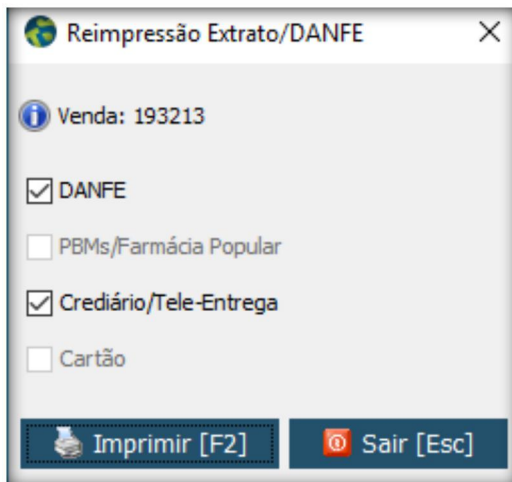 Reimpressão Extrato/DANFE
Venda: 193213
DANFE
PBMs/Farmácia Popular
Crediário/Tele-Entrega
Cartão
Imprimir [F2] Sair [Esc]